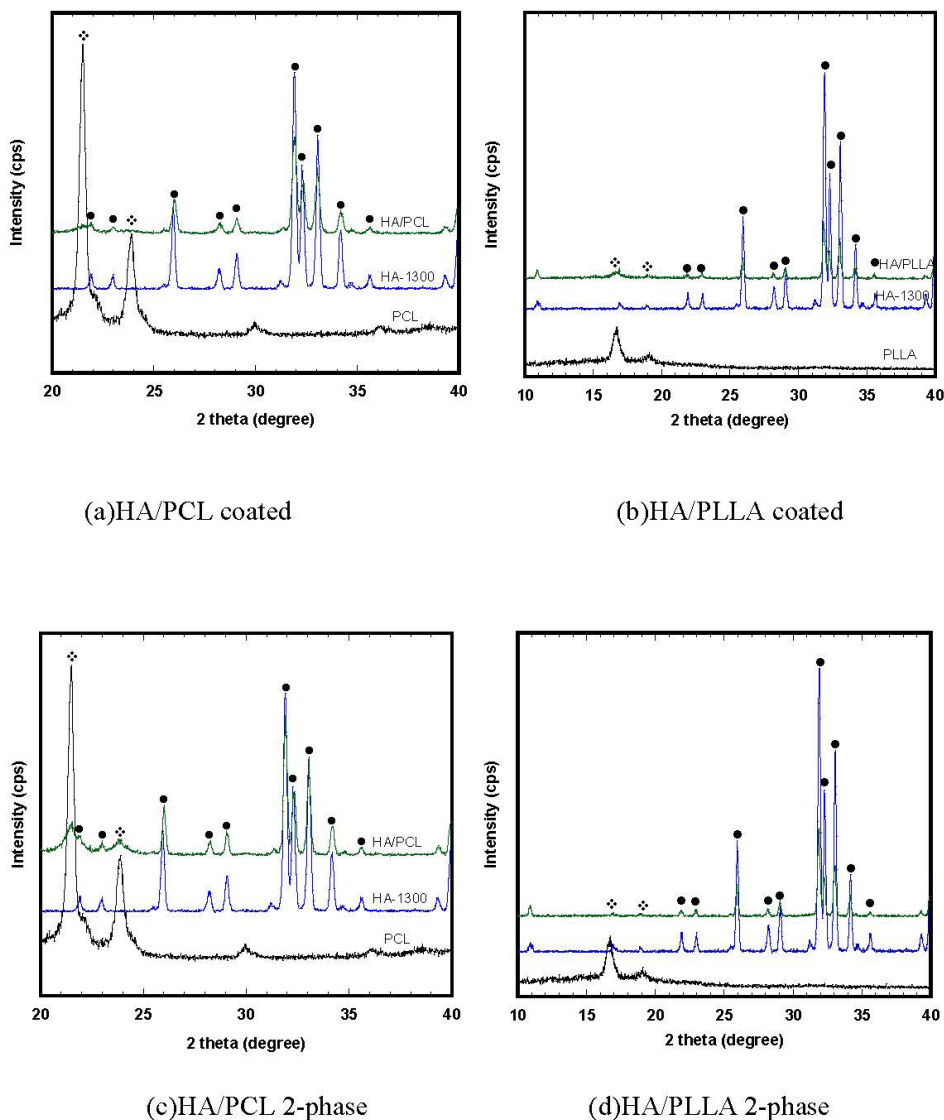 Intensity (cps)
HA/PCL
HA-1300
PCL
20 25 30 35 40
2 theta (degree)
(a)HA/PCL coated
Intensity (cps)
HA/PLLA
HA-1300
PLLA
10 15 20 25 30 35 40
2 theta (degree)
(b)HA/PLLA coated
Intensity (cps)
HA/PCL
HA-1300
PCL
20 25 30 35 40
2 theta (degree)
(c)HA/PCL 2-phase
Intensity (cps)
10 15 20 25 30 35 40
2 theta (degree)
(d)HA/PLLA 2-phase